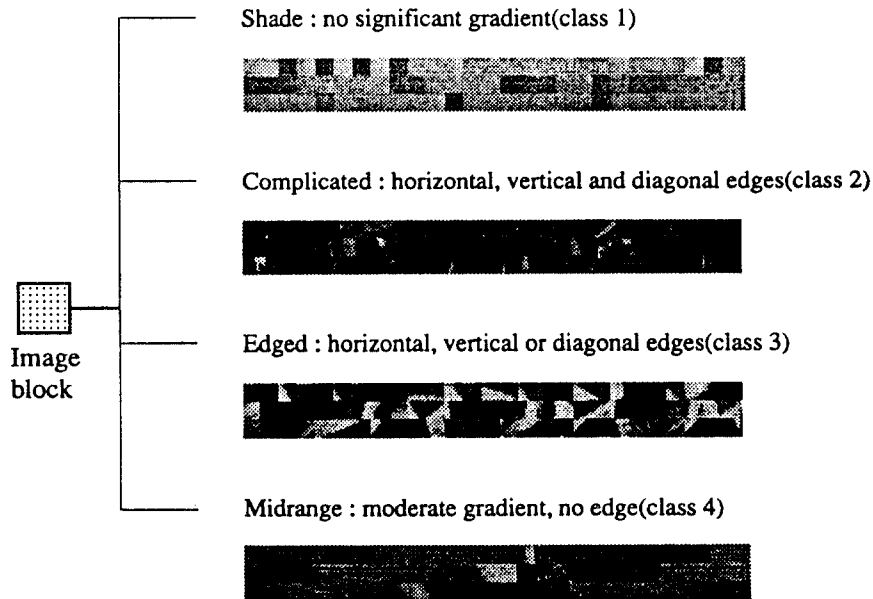 Shade : no significant gradient(class 1)
Complicated : horizontal, vertical and diagonal edges(class 2)
Image
block
Edged : horizontal, vertical or diagonal edges(class 3)
Midrange : moderate gradient, no edge(class 4)